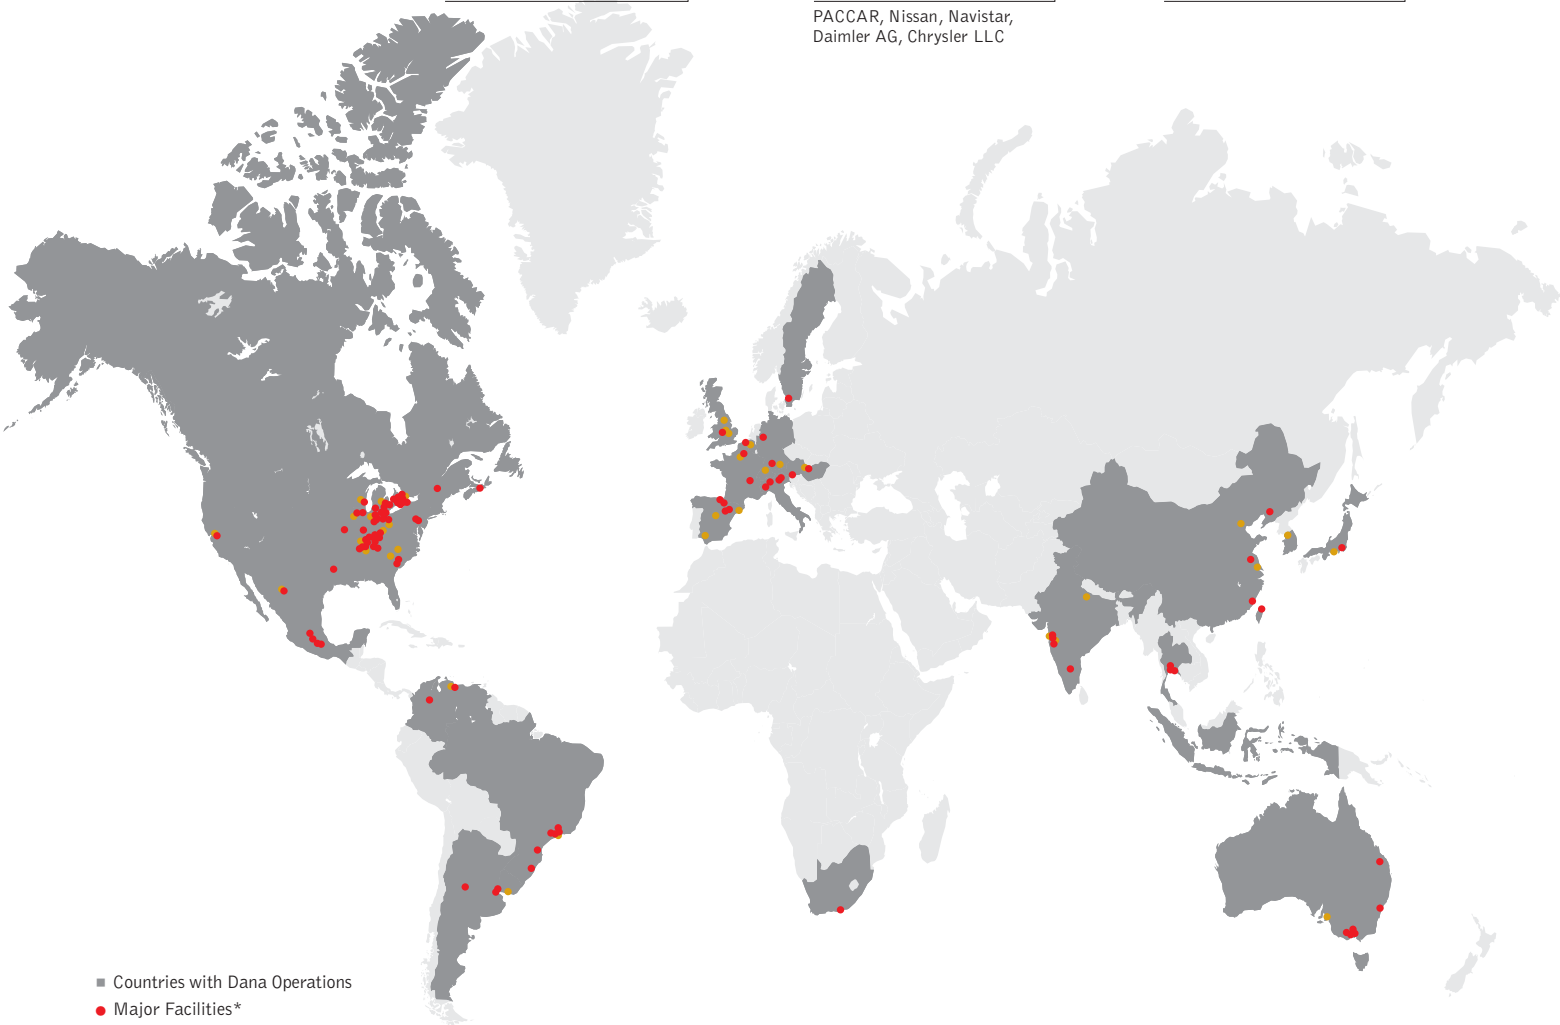 PACCAR, Nissan, Navistar,
Daimler AG, Chrysler LLC
Countries with Dana Operations
Major Facilities*